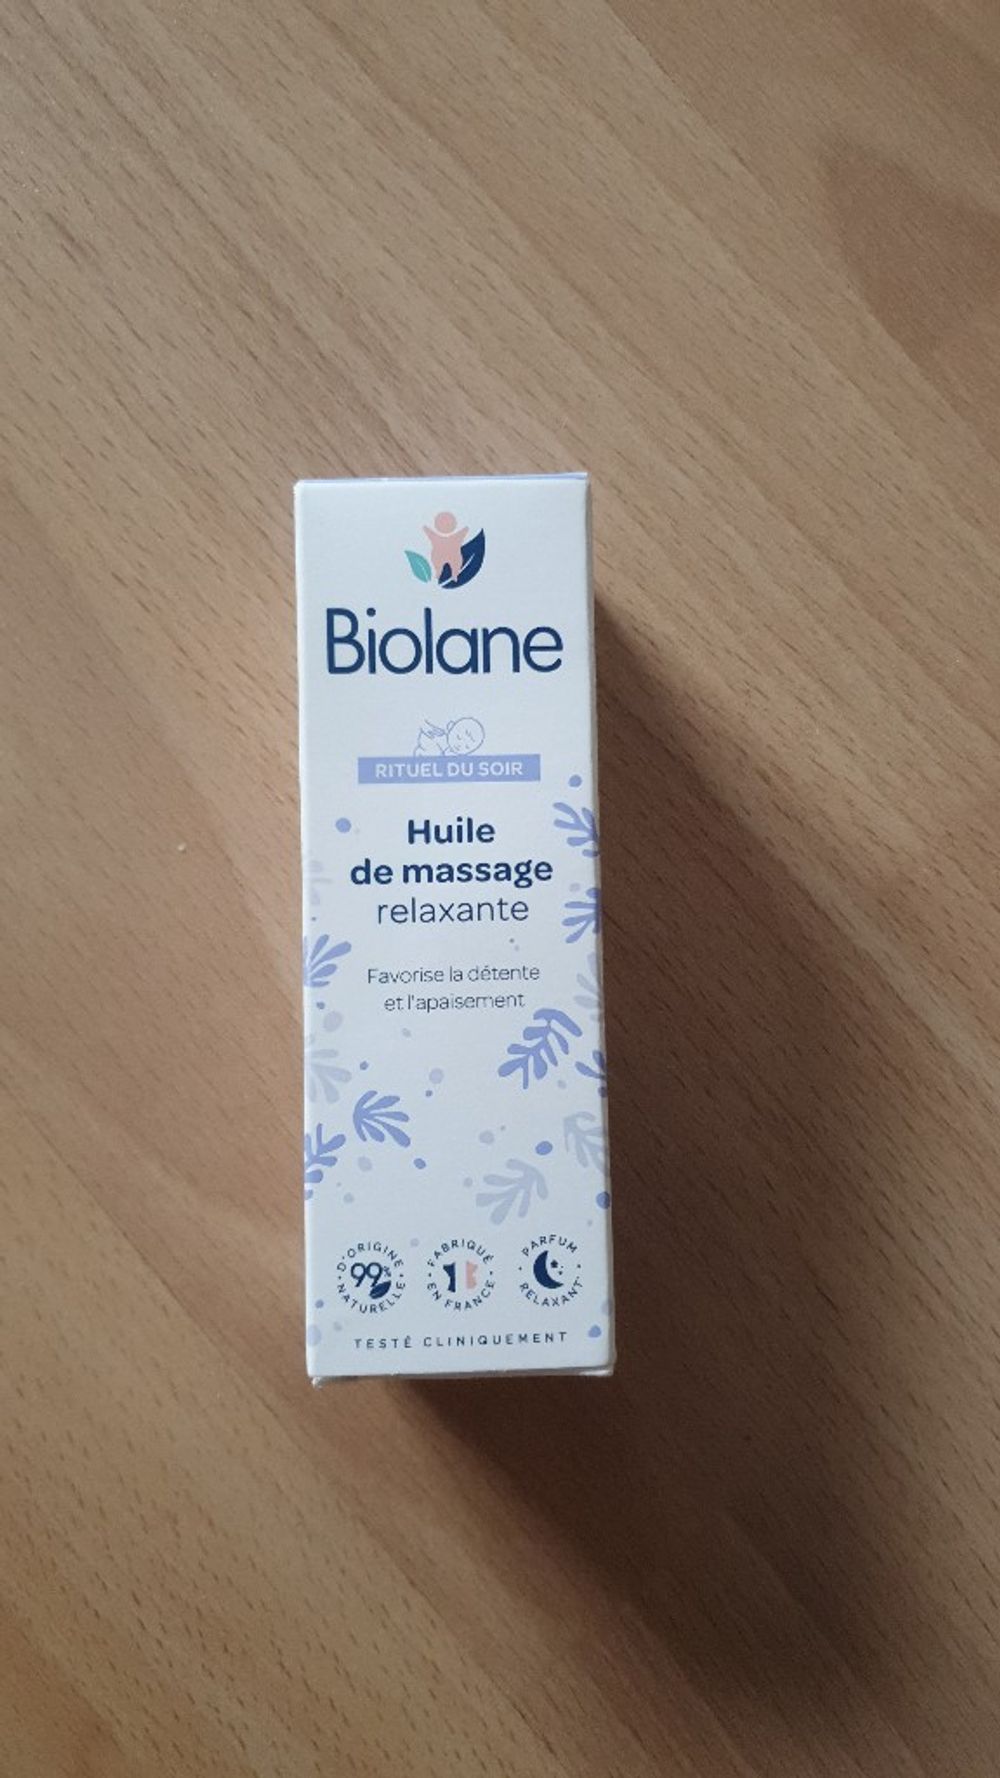 Biolane
RITUEL DU SOIR
Huile
de massage
relaxante
Favorise la détente
et l'apaisement
D'ORIGINE
99%
NATURELLE
FABRIQUÉ
EN FRANCE
PARFUM
RELAXANT
TESTÉ CLINIQUEMENT